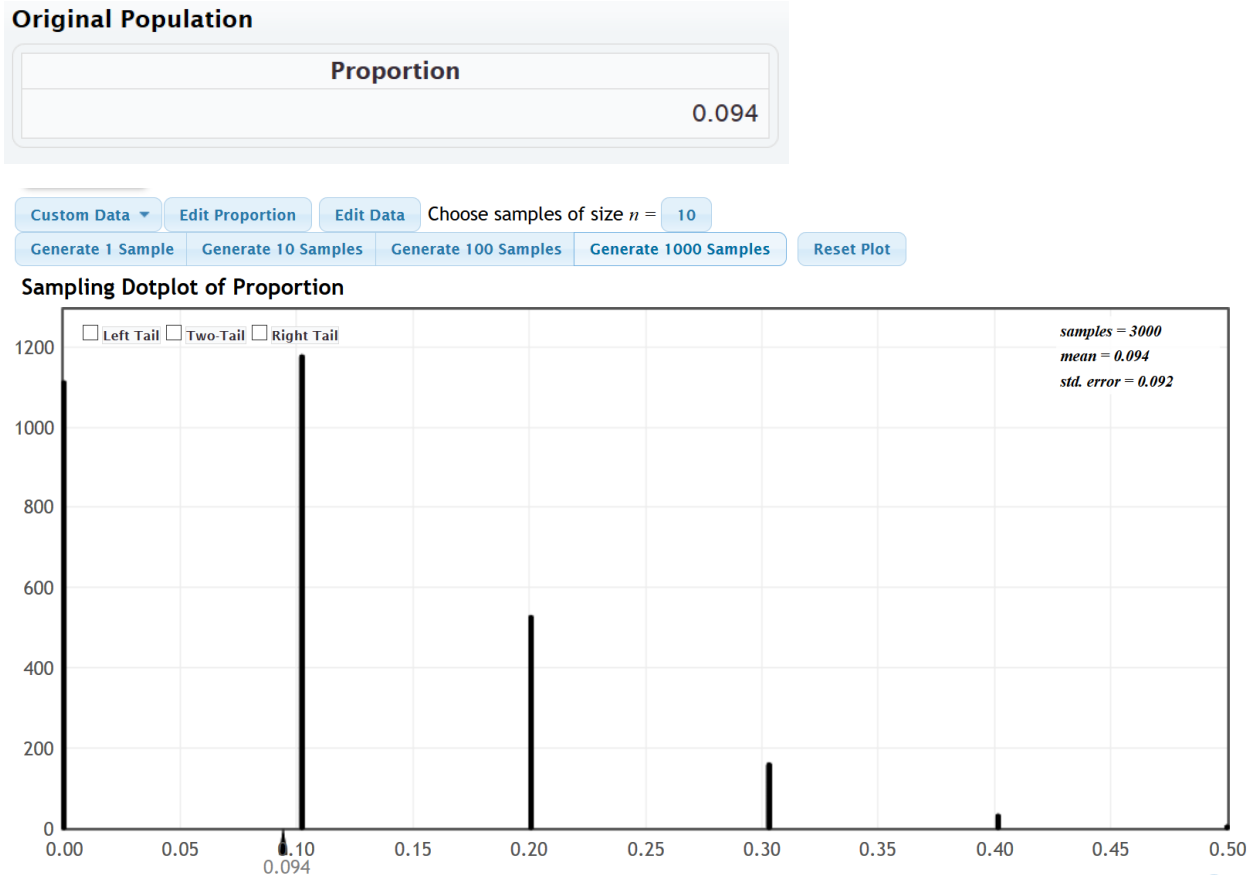 Original Population
Proportion
0.094
Custom Data Edit Proportion Edit Data Choose samples of size n = 10
Generate 1 Sample Generate 10 Samples Generate 100 Samples Generate 1000 Samples Reset Plot
Sampling Dotplot of Proportion
Left Tail Two-Tail Right Tail
samples = 3000
mean = 0.094
std. error = 0.092
1200
1000
800
600
400
200
0
0.00 0.05 0.10 0.15 0.20 0.25 0.30 0.35 0.40 0.45 0.50
0.094